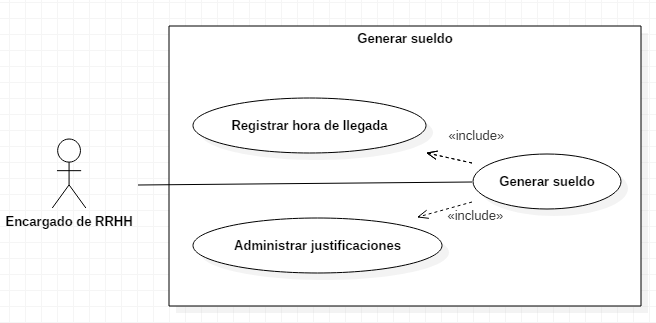 Generar sueldo
Registrar hora de llegada
«include»
Generar sueldo
Encargado de RRHH
«include»
Administrar justificaciones